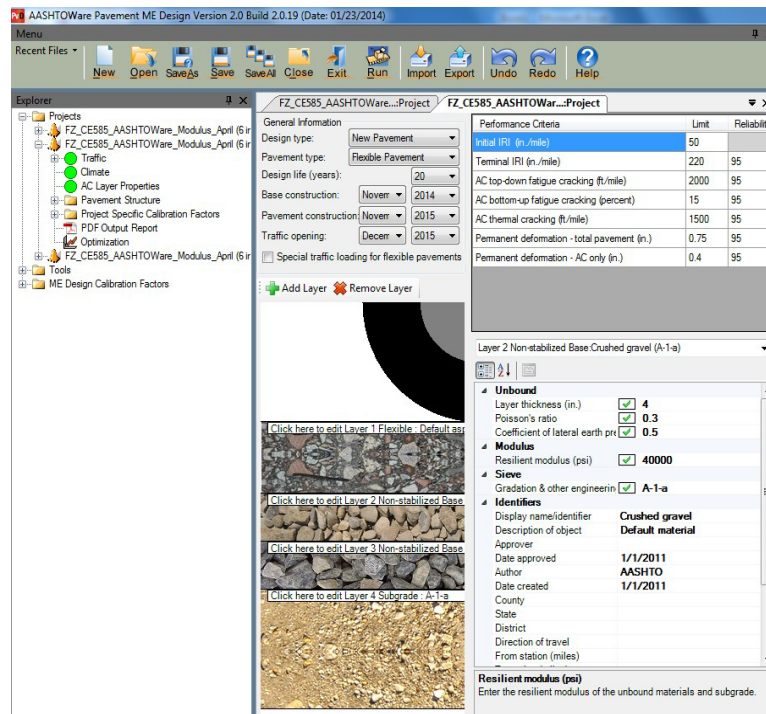 AASHTOWare Pavement ME Design Version 2.0 Build 2.0.19 (Date: 01/23/2014)
Menu
Recent Files
New Open SaveAs Save SaveAll Close Exit Run Import Export Undo Redo Help
Explorer
Projects
FZ_CE585_AASHTOWare_Modulus_April (6 ir
FZ_CE585_AASHTOWare_Modulus_April (6 ir
Traffic
Climate
AC Layer Properties
Pavement Structure
Project Specific Calibration Factors
PDF Output Report
Optimization
FZ_CE585_AASHTOWare_Modulus_April (6 ir
Tools
ME Design Calibration Factors
FZ_CE585_AASHTOWare...:Project
FZ_CE585_AASHTOWar...:Project
General Information
Design type: New Pavement
Pavement type: Flexible Pavement
Design life (years): 20
Base construction: Novem 2014
Pavement construction: Novem 2015
Traffic opening: Decem 2015
Special traffic loading for flexible pavements
Add Layer Remove Layer
Click here to edit Layer 1 Flexible : Default asp
Click here to edit Layer 2 Non-stabilized Base
Click here to edit Layer 3 Non-stabilized Base
Click here to edit Layer 4 Subgrade : A-1-a
Performance Criteria Limit Reliabilit
Initial IRI (in./mile) 50
Terminal IRI (in./mile) 220 95
AC top-down fatigue cracking (ft/mile) 2000 95
AC bottom-up fatigue cracking (percent) 15 95
AC thermal cracking (ft/mile) 1500 95
Permanent deformation - total pavement (in.) 0.75 95
Permanent deformation - AC only (in.) 0.4 95
Layer 2 Non-stabilized Base:Crushed gravel (A-1-a)
Unbound
Layer thickness (in.) 4
Poisson's ratio 0.3
Coefficient of lateral earth pre 0.5
Modulus
Resilient modulus (psi) 40000
Sieve
Gradation & other engineerin A-1-a
Identifiers
Display name/identifier Crushed gravel
Description of object Default material
Approver
Date approved 1/1/2011
Author AASHTO
Date created 1/1/2011
County
State
District
Direction of travel
From station (miles)
Resilient modulus (psi)
Enter the resilient modulus of the unbound materials and subgrade.